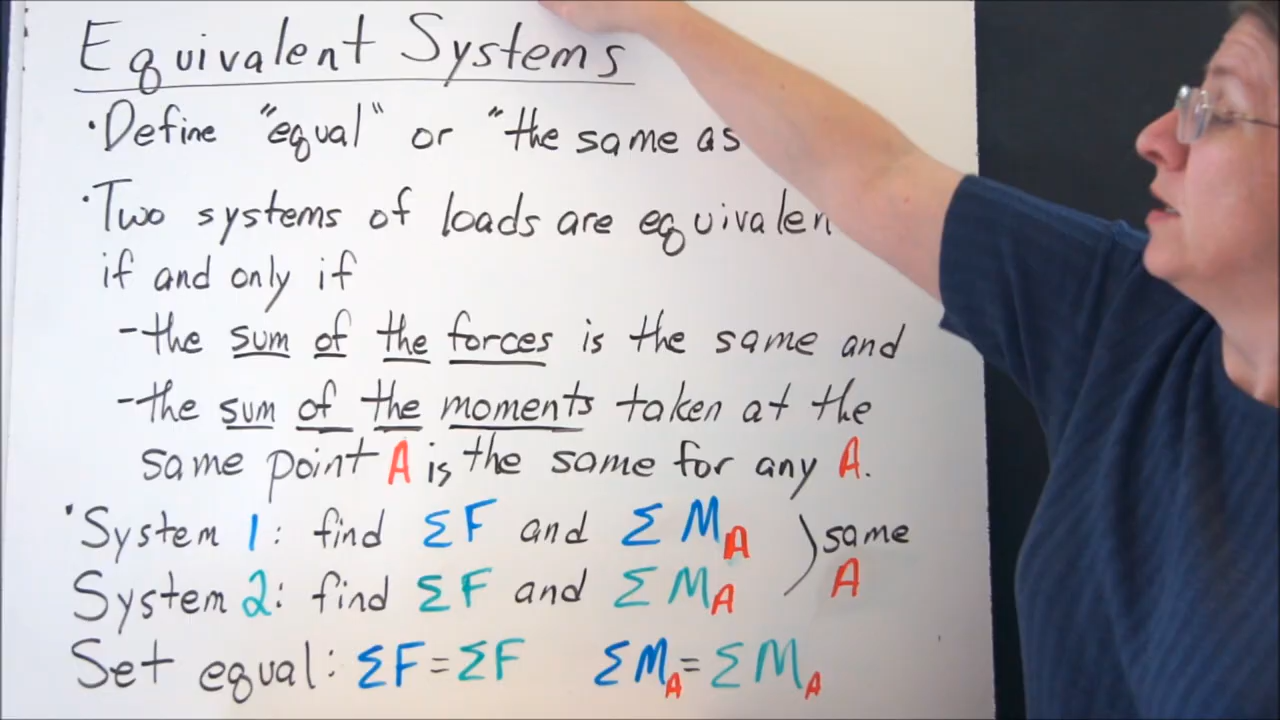 Equivalent Systems
• Define "equal" or "the same as
• Two systems of loads are equivalen
if and only if
- the sum of the forces is the same and
- the sum of the moments taken at the
same point A is the same for any A.
• System 1: find ΣF and ΣM_A
System 2: find ΣF and ΣM_A
) same
A
Set equal: ΣF = ΣF ΣM_A = ΣM_A